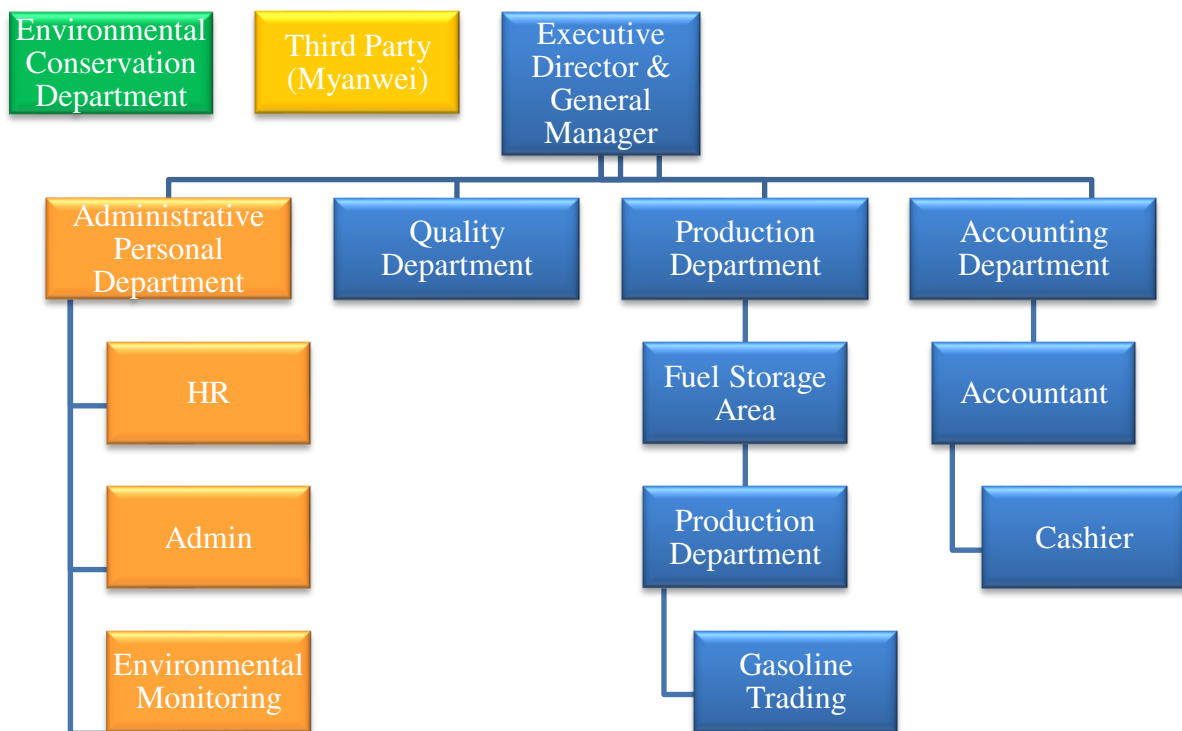 Environmental
Conservation
Department
Third Party
(Myanwei)
Executive
Director &
General
Manager
Administrative
Personal
Department
Quality
Department
Production
Department
Accounting
Department
HR
Fuel Storage
Area
Accountant
Admin
Production
Department
Cashier
Environmental
Monitoring
Gasoline
Trading